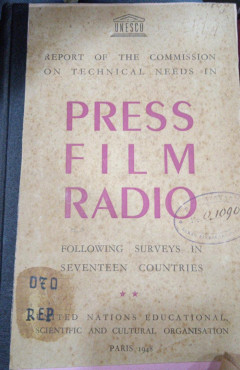 UNESCO
REPORT OF THE COMMISSION
ON TECHNICAL NEEDS IN
PRESS
FILM
RADIO
FOLLOWING SURVEYS IN
SEVENTEEN COUNTRIES
UNITED NATIONS EDUCATIONAL
SCIENTIFIC AND CULTURAL ORGANISATION
PARIS, 1948
070
REP